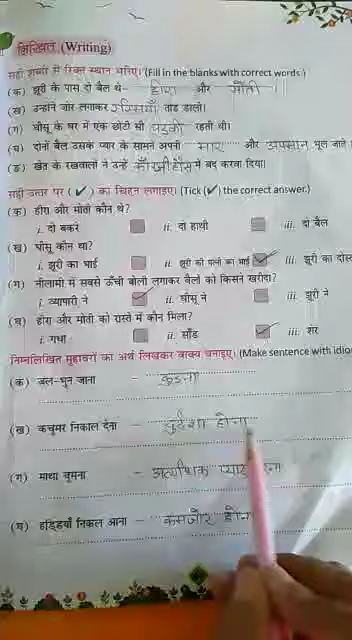 लिखित (Writing)
सही शब्दों से रिक्त स्थान भरिए। (Fill in the blanks with correct words.)
(क) झूरी के पास दो बैल थे- हीरा और मोती ।
(ख) उन्होंने जोर लगाकर रस्सियाँ तोड़ डालीं।
(ग) घीसू के घर में एक छोटी सी लड़की रहती थी।
(घ) दोनों बैल उसके प्यार के सामने अपनी मार और अपमान भूल जाते
(ङ) खेत के रखवालों ने उन्हें काँजीहौस में बंद करवा दिया।
सही उत्तर पर (✓) का चिह्न लगाइए। (Tick (✓) the correct answer.)
(क) हीरा और मोती कौन थे?
i. दो बकरे ii. दो हाथी iii. दो बैल
(ख) घीसू कौन था?
i. झूरी का भाई ii. झूरी की पत्नी का भाई ✓ iii. झूरी का दोस्त
(ग) नीलामी में सबसे ऊँची बोली लगाकर बैलों को किसने खरीदा?
i. व्यापारी ने ✓ ii. घीसू ने iii. झूरी ने
(घ) हीरा और मोती को रास्ते में कौन मिला?
i. गधा ii. साँड ✓ iii. शेर
निम्नलिखित मुहावरों का अर्थ लिखकर वाक्य बनाइए। (Make sentence with idio
(क) जल-भुन जाना – कुढ़ना
(ख) कचूमर निकाल देना – दुर्दशा होना
(ग) माथा चूमना – अत्यधिक प्यार
(घ) हड्डियाँ निकल आना – कमजोर होना